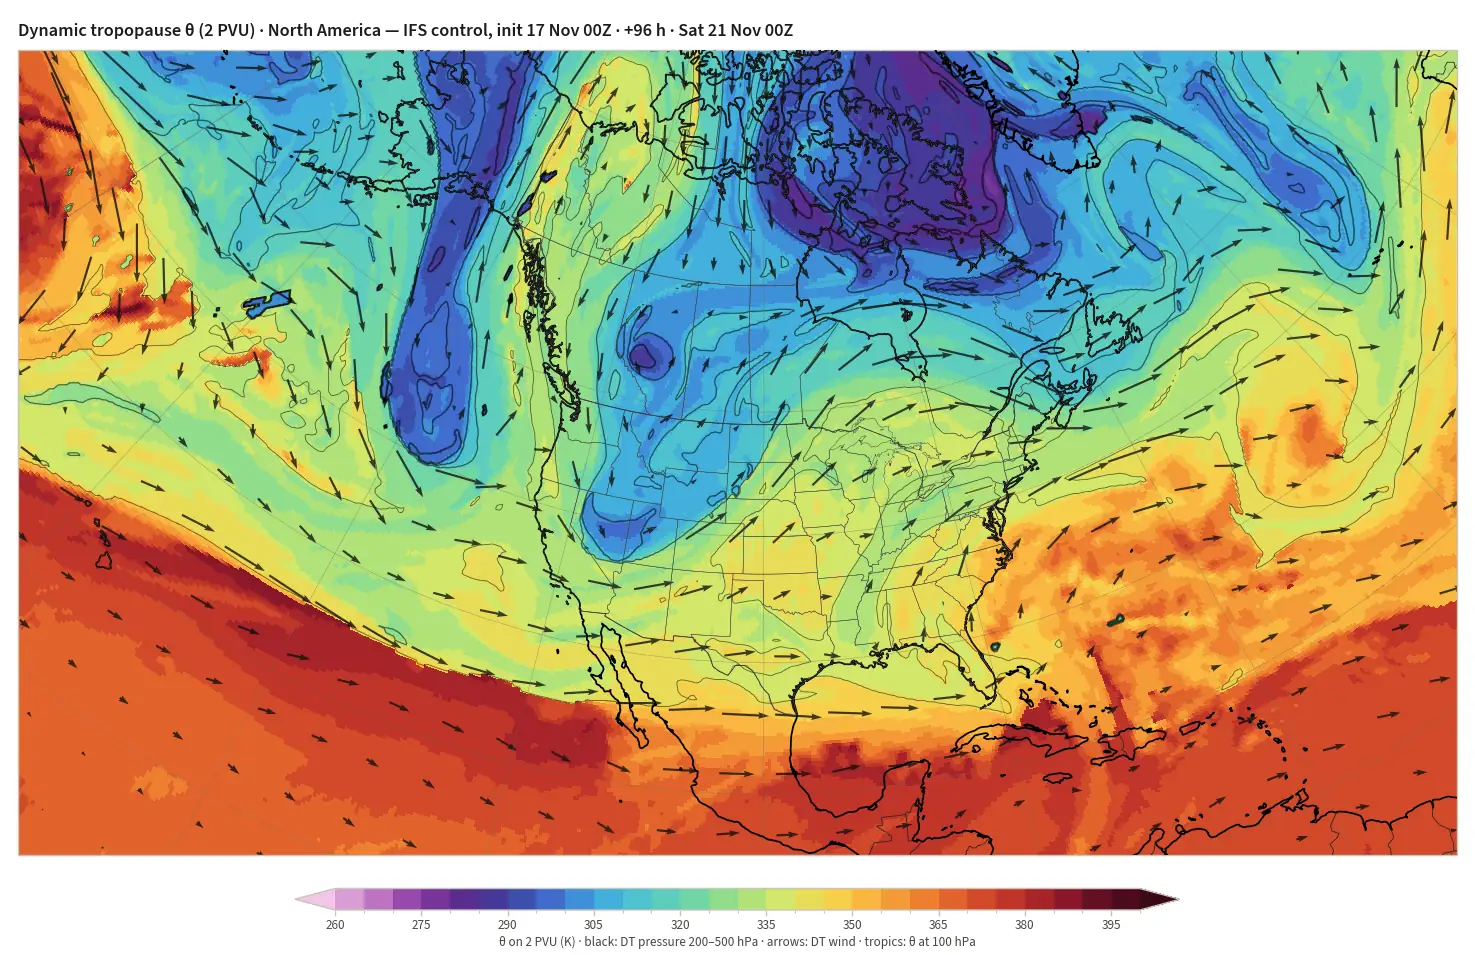 Dynamic tropopause θ (2 PVU) · North America — IFS control, init 17 Nov 00Z · +96 h · Sat 21 Nov 00Z
260 275 290 305 320 335 350 365 380 395
θ on 2 PVU (K) · black: DT pressure 200–500 hPa · arrows: DT wind · tropics: θ at 100 hPa